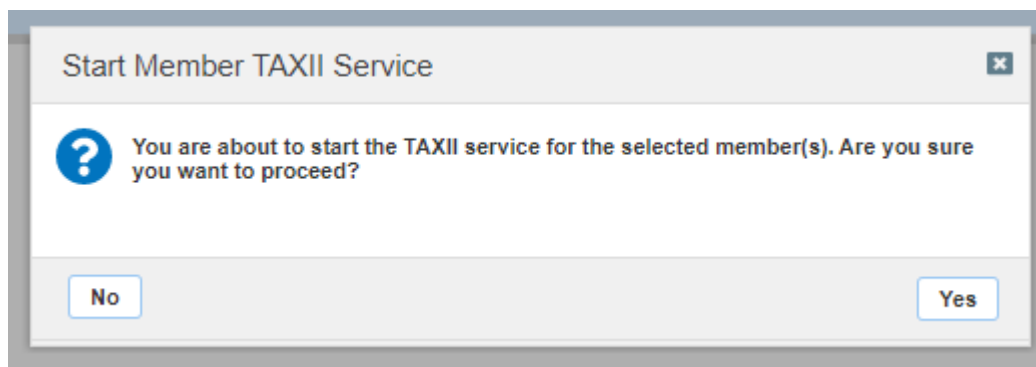 Start Member TAXII Service
You are about to start the TAXII service for the selected member(s). Are you sure
you want to proceed?
No
Yes